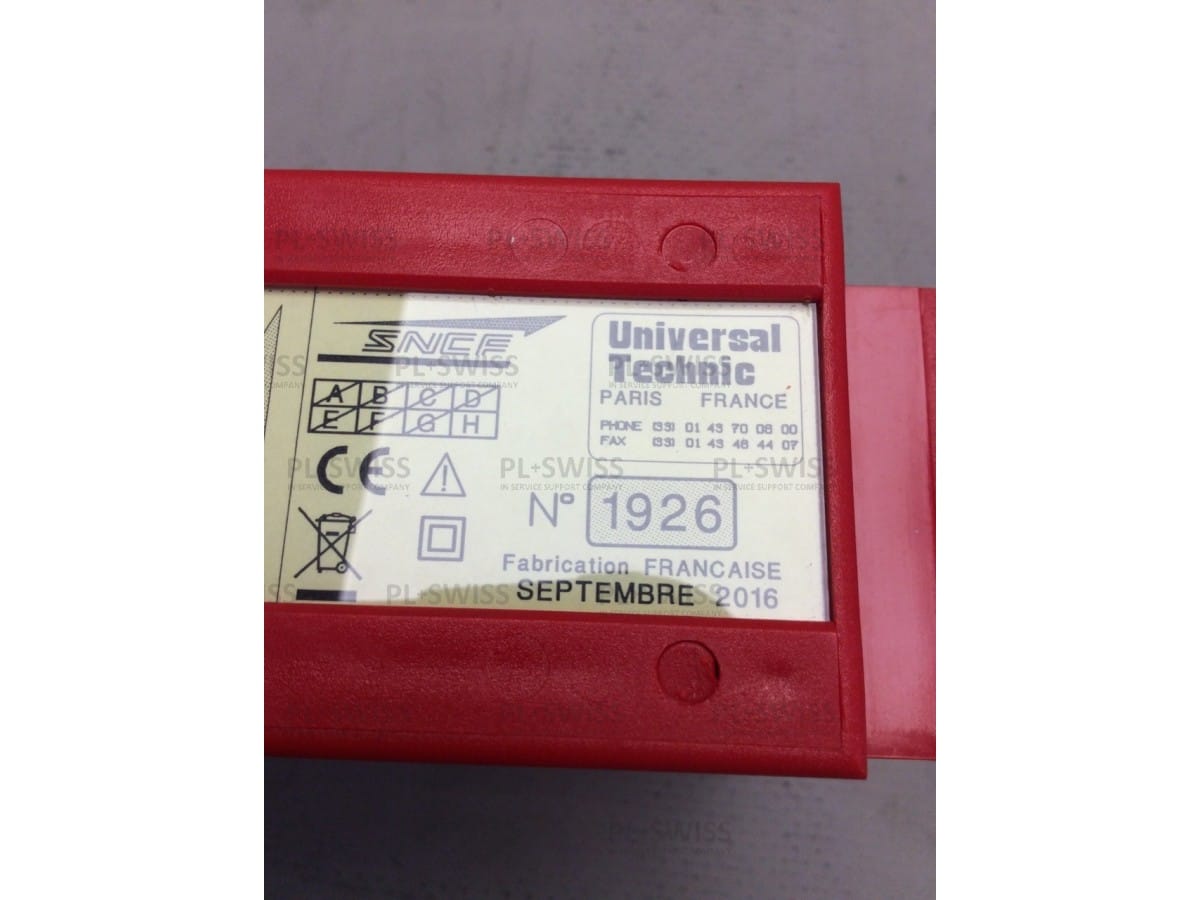 SNCF
Universal
Technic
PARIS FRANCE
PHONE (33) 01 43 70 08 00
FAX (33) 01 43 48 44 07
A B C D
E F G H
CE
N° 1926
Fabrication FRANCAISE
SEPTEMBRE 2016
PL+SWISS
IN SERVICE SUPPORT COMPANY